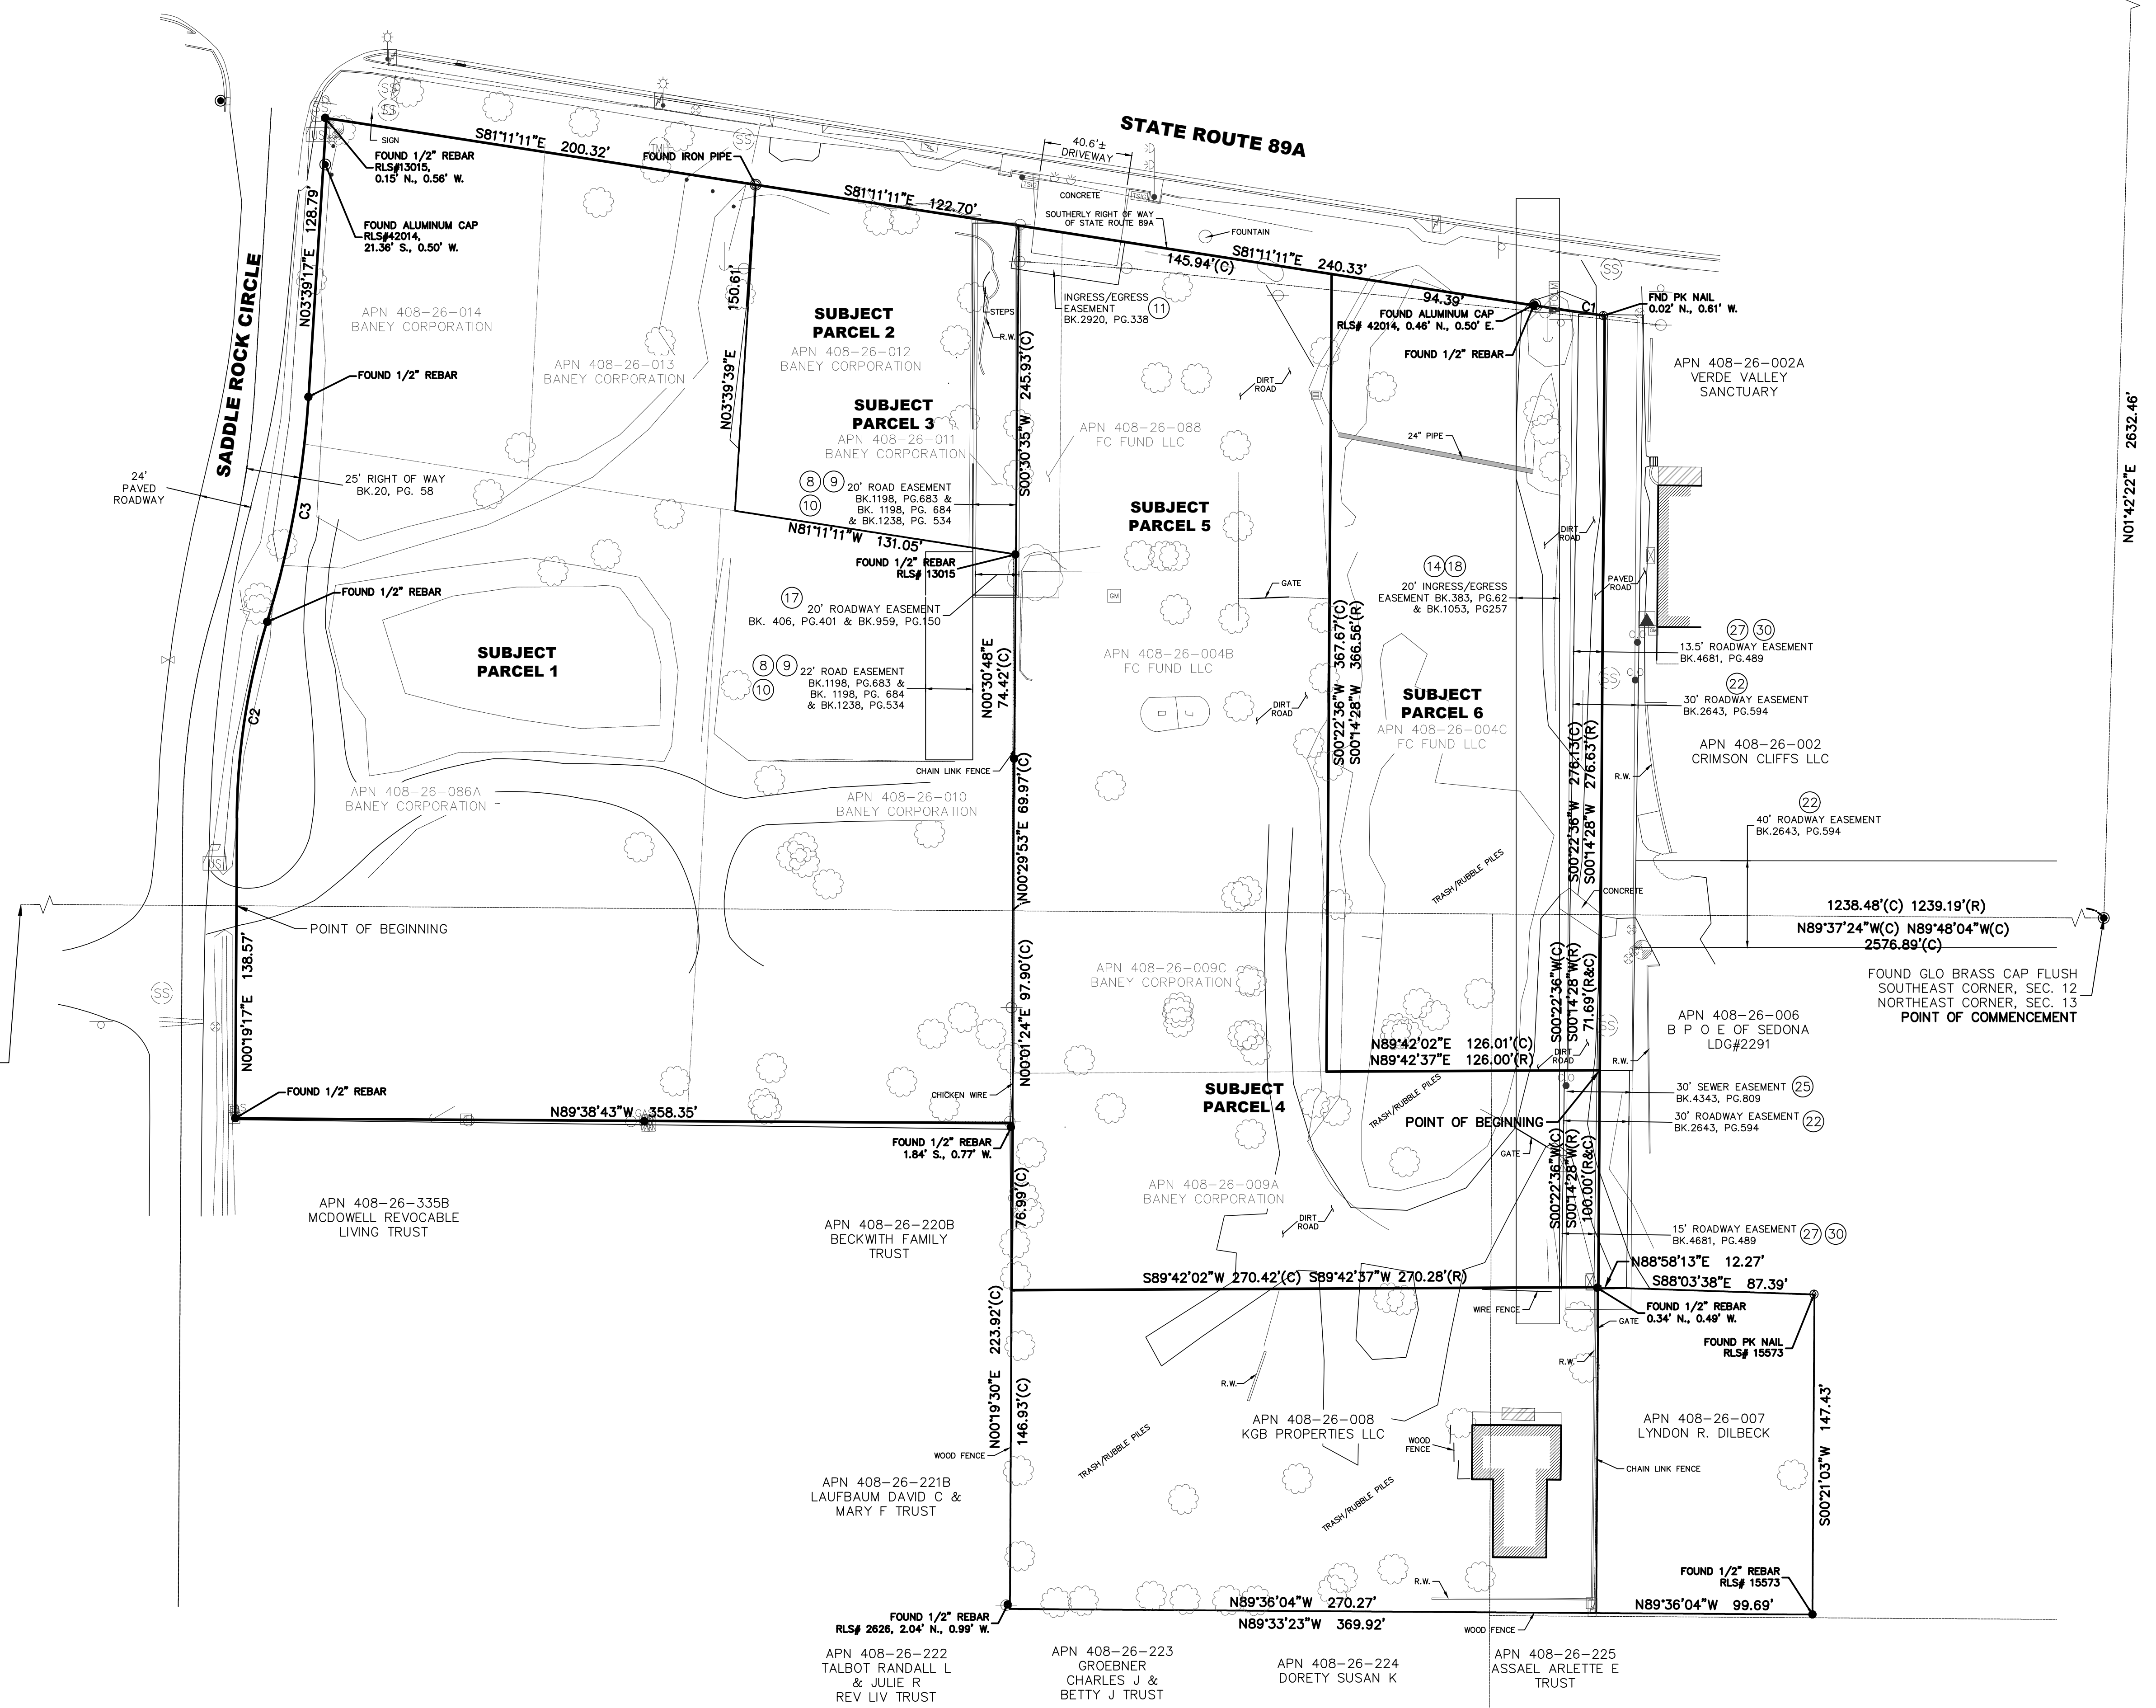 STATE ROUTE 89A
SADDLE ROCK CIRCLE
SIGN
FOUND 1/2" REBAR
RLS#13015,
0.15' N., 0.56' W.
S81°11'11"E 200.32'
FOUND IRON PIPE
S81°11'11"E 122.70'
40.6'±
DRIVEWAY
CONCRETE
SOUTHERLY RIGHT OF WAY
OF STATE ROUTE 89A
FOUNTAIN
S81°11'11"E 240.33'
145.94'(C)
94.39'
C1
FND PK NAIL
0.02' N., 0.61' W.
FOUND ALUMINUM CAP
RLS# 42014, 0.46' N., 0.50' E.
FOUND 1/2" REBAR
FOUND ALUMINUM CAP
RLS#42014,
21.36' S., 0.50' W.
N03°39'17"E 128.79'
APN 408-26-014
BANEY CORPORATION
FOUND 1/2" REBAR
APN 408-26-013
BANEY CORPORATION
150.61'
N03°39'39"E
SUBJECT
PARCEL 2
APN 408-26-012
BANEY CORPORATION
SUBJECT
PARCEL 3
APN 408-26-011
BANEY CORPORATION
STEPS
R.W.
INGRESS/EGRESS
EASEMENT
BK.2920, PG.338
11
S00°30'35"W 245.93'(C)
APN 408-26-088
FC FUND LLC
DIRT
ROAD
24" PIPE
APN 408-26-002A
VERDE VALLEY
SANCTUARY
N01°42'22"E 2632.46'
24'
PAVED
ROADWAY
25' RIGHT OF WAY
BK.20, PG. 58
C3
8 9
10
20' ROAD EASEMENT
BK.1198, PG.683 &
BK. 1198, PG. 684
& BK.1238, PG. 534
N81°11'11"W 131.05'
FOUND 1/2" REBAR
RLS# 13015
SUBJECT
PARCEL 5
DIRT
ROAD
14 18
20' INGRESS/EGRESS
EASEMENT BK.383, PG.62
& BK.1053, PG257
PAVED
ROAD
GATE
GM
FOUND 1/2" REBAR
17
20' ROADWAY EASEMENT
BK. 406, PG.401 & BK.959, PG.150
SUBJECT
PARCEL 1
8 9
10
22' ROAD EASEMENT
BK.1198, PG.683 &
BK. 1198, PG. 684
& BK.1238, PG.534
N00°30'48"E
74.42'(C)
APN 408-26-004B
FC FUND LLC
DIRT
ROAD
S00°22'36"W 367.67'(C)
S00°14'28"W 366.56'(R)
SUBJECT
PARCEL 6
APN 408-26-004C
FC FUND LLC
27 30
13.5' ROADWAY EASEMENT
BK.4681, PG.489
22
30' ROADWAY EASEMENT
BK.2643, PG.594
APN 408-26-002
CRIMSON CLIFFS LLC
R.W.
C2
CHAIN LINK FENCE
APN 408-26-086A
BANEY CORPORATION
APN 408-26-010
BANEY CORPORATION
N00°29'53"E 69.97'(C)
S00°22'36"W 276.13'(C)
S00°14'28"W 276.63'(R)
22
40' ROADWAY EASEMENT
BK.2643, PG.594
TRASH/RUBBLE PILES
CONCRETE
POINT OF BEGINNING
1238.48'(C) 1239.19'(R)
N89°37'24"W(C) N89°48'04"W(C)
2576.89'(C)
FOUND GLO BRASS CAP FLUSH
SOUTHEAST CORNER, SEC. 12
NORTHEAST CORNER, SEC. 13
POINT OF COMMENCEMENT
N00°19'17"E 138.57'
SS
US
APN 408-26-009C
BANEY CORPORATION
N00°01'24"E 97.90'(C)
S00°22'36"W(C)
S00°14'28"W(R)
71.69'(R&C)
APN 408-26-006
B P O E OF SEDONA
LDG#2291
R.W.
N89°42'02"E 126.01'(C)
N89°42'37"E 126.00'(R)
DIRT
ROAD
CHICKEN WIRE
FOUND 1/2" REBAR
N89°38'43"W 358.35'
SUBJECT
PARCEL 4
TRASH/RUBBLE PILES
POINT OF BEGINNING
30' SEWER EASEMENT 25
BK.4343, PG.809
30' ROADWAY EASEMENT
BK.2643, PG.594 22
FOUND 1/2" REBAR
1.84' S., 0.77' W.
GATE
S00°22'36"W(C)
S00°14'28"W(R)
100.00'(R&C)
APN 408-26-335B
MCDOWELL REVOCABLE
LIVING TRUST
APN 408-26-220B
BECKWITH FAMILY
TRUST
76.99'(C)
APN 408-26-009A
BANEY CORPORATION
DIRT
ROAD
15' ROADWAY EASEMENT
BK.4681, PG.489
27 30
N88°58'13"E 12.27'
S88°03'38"E 87.39'
S89°42'02"W 270.42'(C) S89°42'37"W 270.28'(R)
WIRE FENCE
FOUND 1/2" REBAR
0.34' N., 0.49' W.
GATE
FOUND PK NAIL
RLS# 15573
R.W.
N00°19'30"E 223.92'(C)
146.93'(C)
R.W.
APN 408-26-008
KGB PROPERTIES LLC
WOOD
FENCE
APN 408-26-007
LYNDON R. DILBECK
S00°21'03"W 147.43'
WOOD FENCE
TRASH/RUBBLE PILES
CHAIN LINK FENCE
APN 408-26-221B
LAUFBAUM DAVID C &
MARY F TRUST
TRASH/RUBBLE PILES
FOUND 1/2" REBAR
RLS# 15573
R.W.
FOUND 1/2" REBAR
RLS# 2626, 2.04' N., 0.99' W.
N89°36'04"W 270.27'
N89°33'23"W 369.92'
N89°36'04"W 99.69'
WOOD FENCE
APN 408-26-222
TALBOT RANDALL L
& JULIE R
REV LIV TRUST
APN 408-26-223
GROEBNER
CHARLES J &
BETTY J TRUST
APN 408-26-224
DORETY SUSAN K
APN 408-26-225
ASSAEL ARLETTE E
TRUST